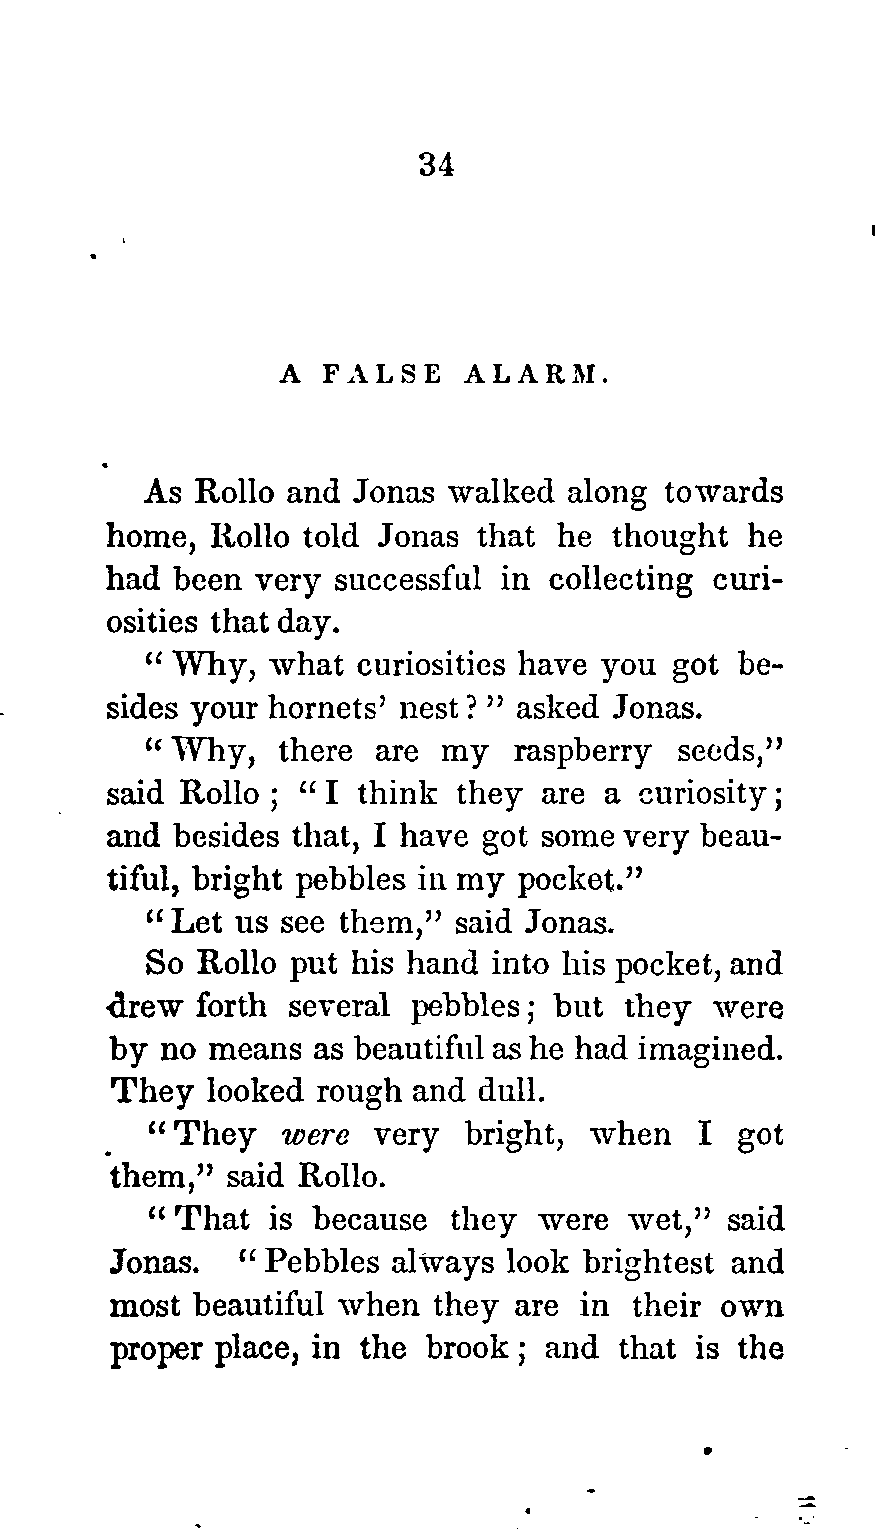 34
A FALSE ALARM.
As Rollo and Jonas walked along towards
home, Rollo told Jonas that he thought he
had been very successful in collecting curi-
osities that day.
“Why, what curiosities have you got be-
sides your hornets’ nest?” asked Jonas.
“Why, there are my raspberry seeds,”
said Rollo; “I think they are a curiosity;
and besides that, I have got some very beau-
tiful, bright pebbles in my pocket.”
“Let us see them,” said Jonas.
So Rollo put his hand into his pocket, and
drew forth several pebbles; but they were
by no means as beautiful as he had imagined.
They looked rough and dull.
“They were very bright, when I got
them,” said Rollo.
“That is because they were wet,” said
Jonas. “Pebbles always look brightest and
most beautiful when they are in their own
proper place, in the brook; and that is the